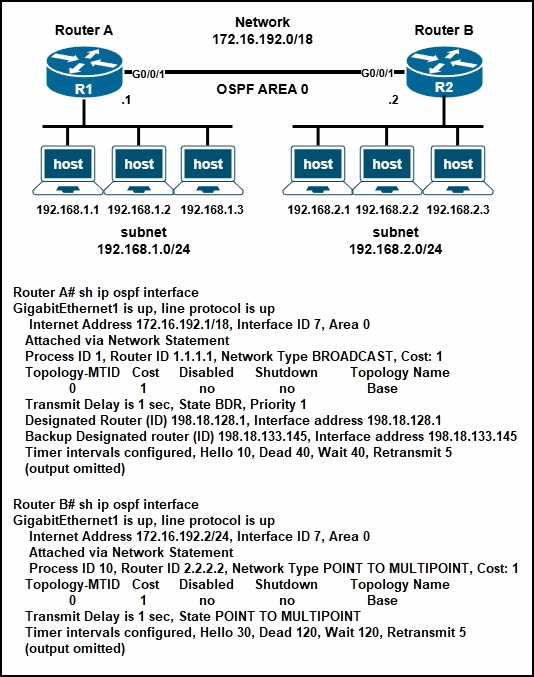 Network
Router A
172.16.192.0/18
Router B
G0/0/1
G0/0/1
R1
OSPF AREA 0
R2
.1
.2
host
host
host
host
host
host
192.168.1.1
192.168.1.2
192.168.1.3
192.168.2.1
192.168.2.2
192.168.2.3
subnet
192.168.1.0/24
subnet
192.168.2.0/24
Router A# sh ip ospf interface
GigabitEthernet1 is up, line protocol is up
Internet Address 172.16.192.1/18, Interface ID 7, Area 0
Attached via Network Statement
Process ID 1, Router ID 1.1.1.1, Network Type BROADCAST, Cost: 1
Topology-MTID Cost Disabled Shutdown Topology Name
0 1 no no Base
Transmit Delay is 1 sec, State BDR, Priority 1
Designated Router (ID) 198.18.128.1, Interface address 198.18.128.1
Backup Designated router (ID) 198.18.133.145, Interface address 198.18.133.145
Timer intervals configured, Hello 10, Dead 40, Wait 40, Retransmit 5
(output omitted)
Router B# sh ip ospf interface
GigabitEthernet1 is up, line protocol is up
Internet Address 172.16.192.2/24, Interface ID 7, Area 0
Attached via Network Statement
Process ID 10, Router ID 2.2.2.2, Network Type POINT TO MULTIPOINT, Cost: 1
Topology-MTID Cost Disabled Shutdown Topology Name
0 1 no no Base
Transmit Delay is 1 sec, State POINT TO MULTIPOINT
Timer intervals configured, Hello 30, Dead 120, Wait 120, Retransmit 5
(output omitted)